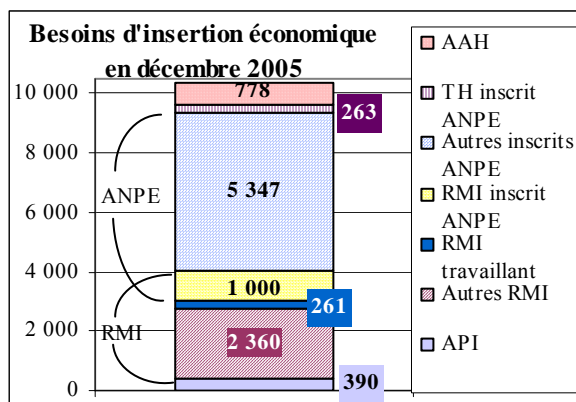 Besoins d'insertion économique
en décembre 2005
10 000
8 000
6 000
4 000
2 000
0
ANPE
RMI
778
263
5 347
1 000
261
2 360
390
AAH
TH inscrit
ANPE
Autres inscrits
ANPE
RMI inscrit
ANPE
RMI
travaillant
Autres RMI
API